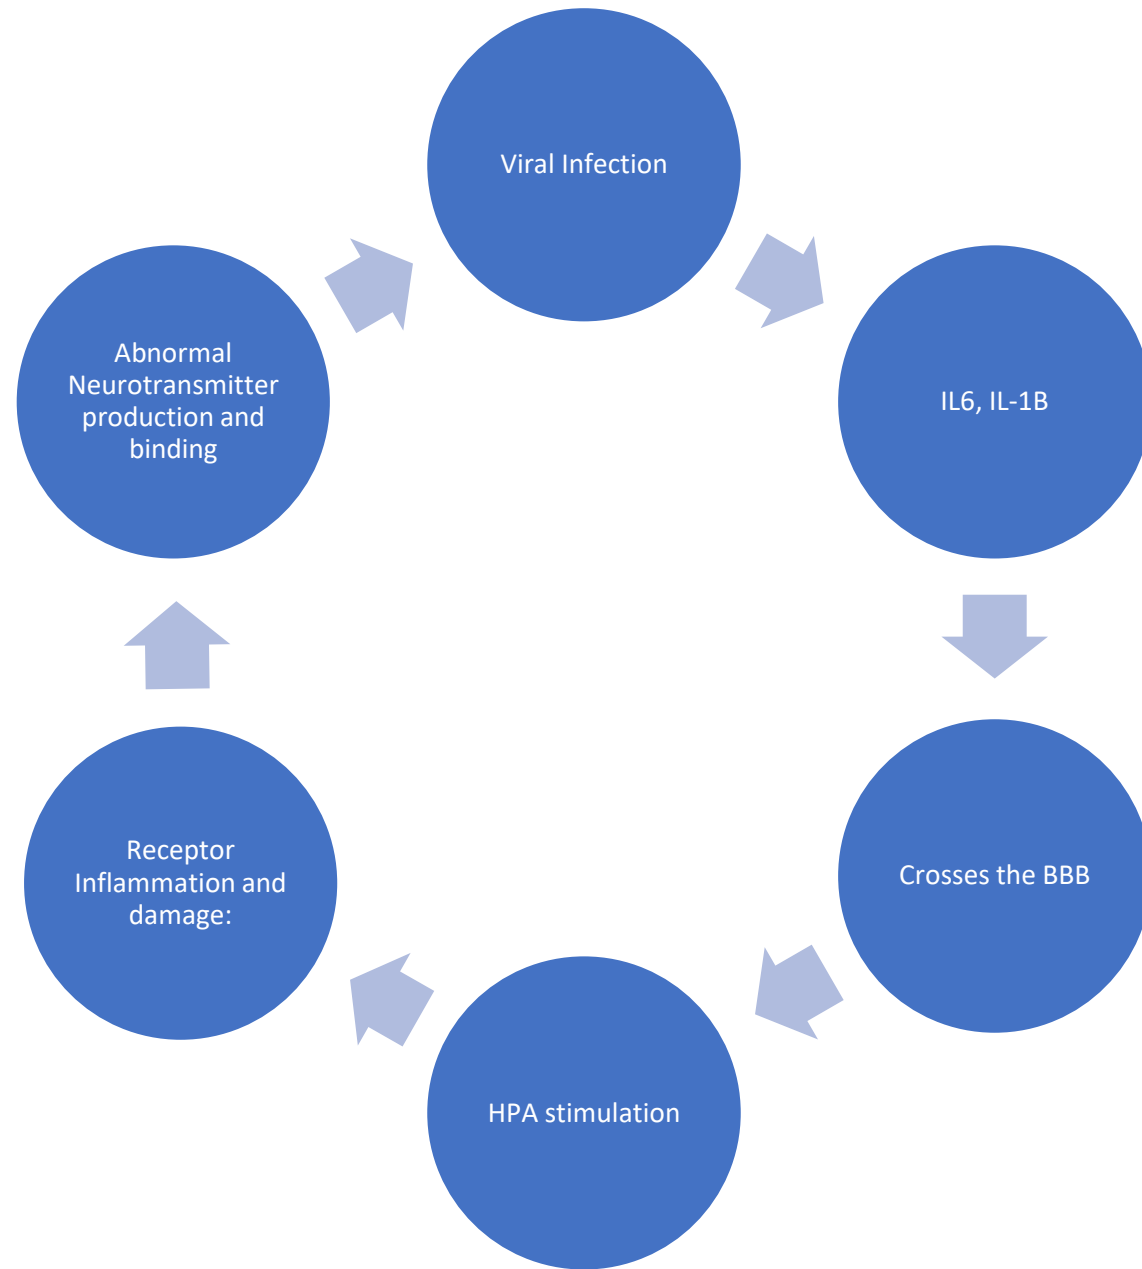 Viral Infection
IL6, IL-1B
Crosses the BBB
HPA stimulation
Receptor
Inflammation and
damage:
Abnormal
Neurotransmitter
production and
binding